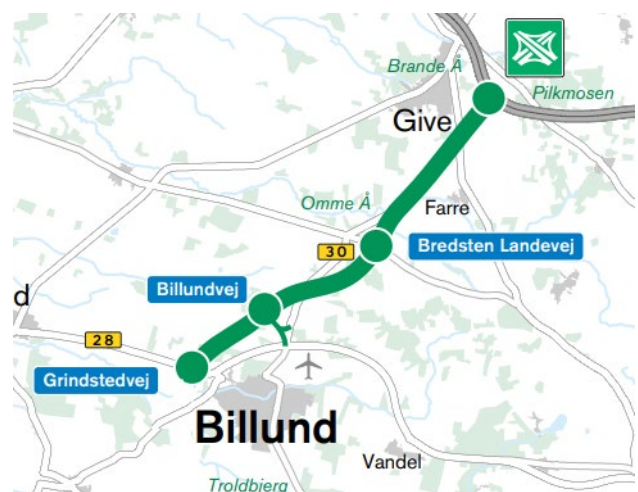 Brande Å
Pilkmosen
Give
Omme Å
Farre
30
Bredsten Landevej
Billundvej
d
28
Grindstedvej
Billund
Vandel
Troldbjerg